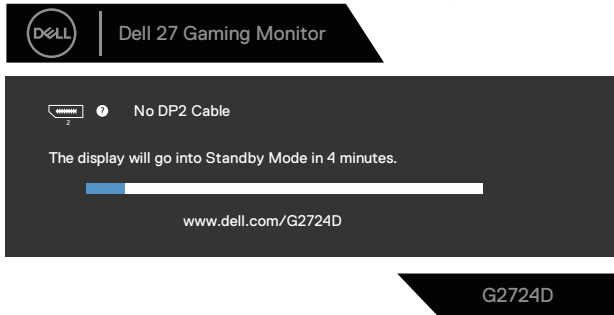 DELL
Dell 27 Gaming Monitor
2
? No DP2 Cable
The display will go into Standby Mode in 4 minutes.
www.dell.com/G2724D
G2724D